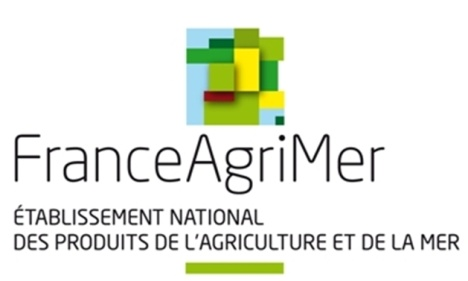 FranceAgriMer
ÉTABLISSEMENT NATIONAL
DES PRODUITS DE L'AGRICULTURE ET DE LA MER